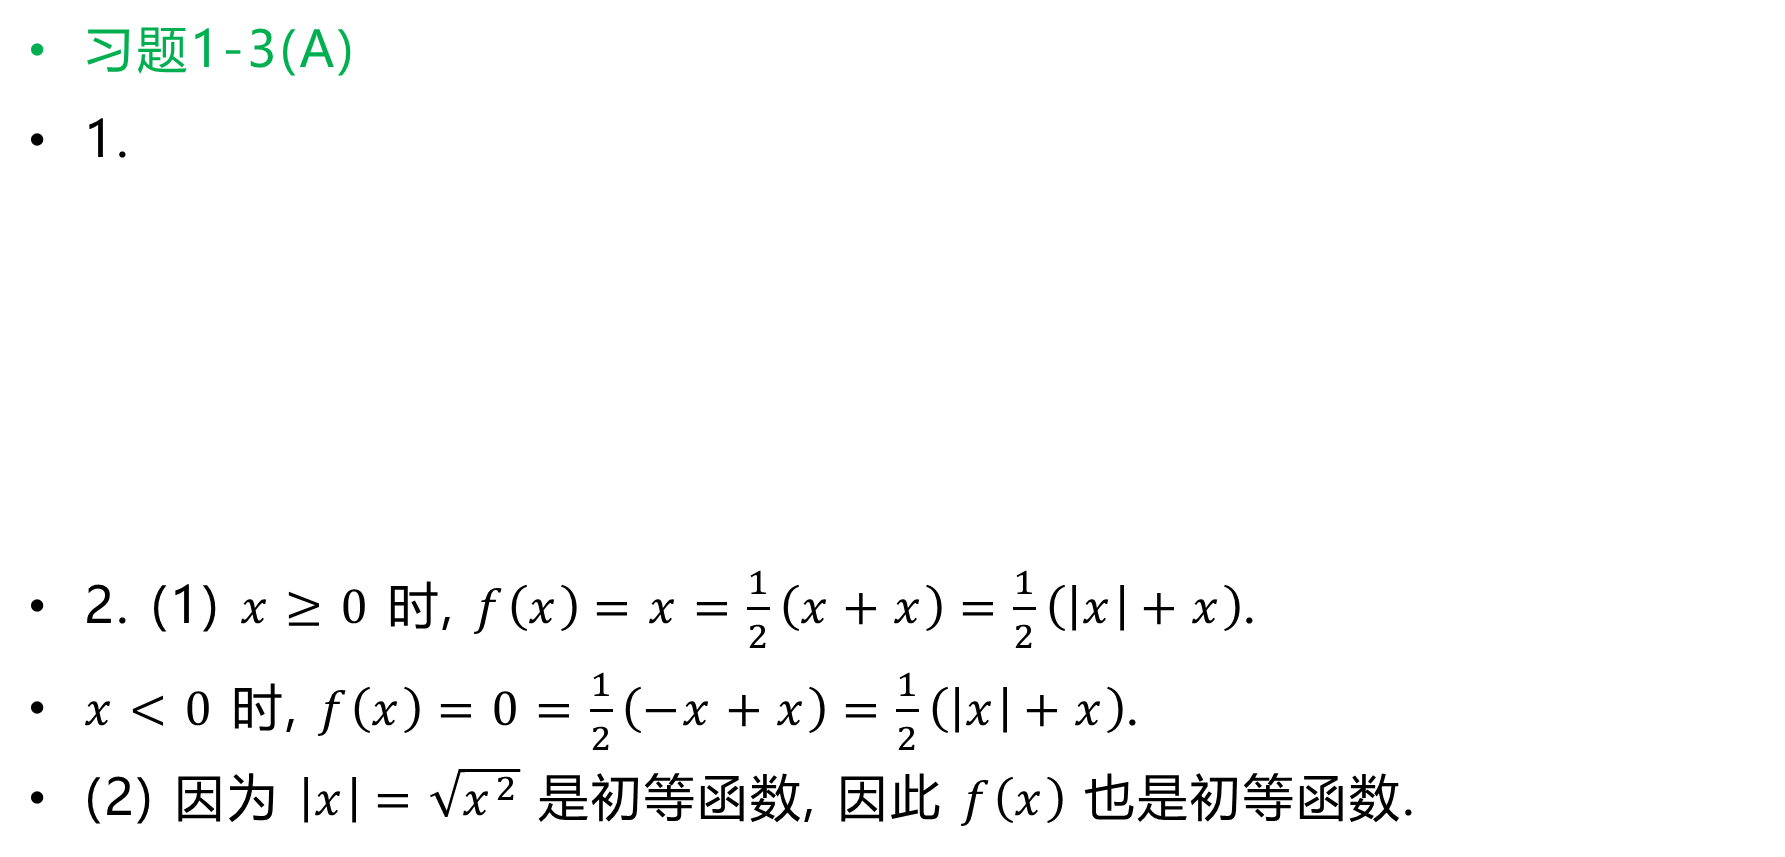 • 习题1-3(A)
• 1.
• 2. (1) x ≥ 0 时, f(x) = x = 1/2 (x + x) = 1/2 (|x| + x).
• x < 0 时, f(x) = 0 = 1/2 (−x + x) = 1/2 (|x| + x).
• (2) 因为 |x| = √x² 是初等函数, 因此 f(x) 也是初等函数.